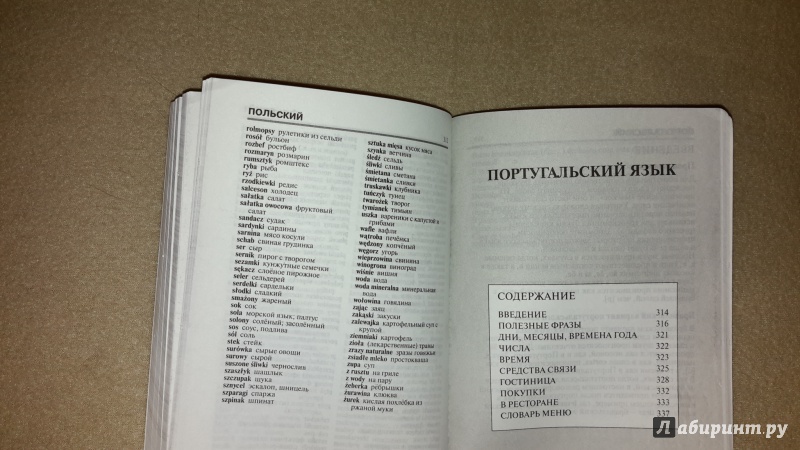 ПОЛЬСКИЙ
rolmopsy рулетики из сельди
rosół бульон
rozbef ростбиф
rozmaryn розмарин
rumsztyk ромштекс
ryba рыба
ryż рис
rzodkiewki редис
salceson холодец
sałatka салат
sałatka owocowa фруктовый
салат
sandacz судак
sardynki сардины
sarnina мясо косули
schab свиная грудинка
ser сыр
sernik пирог с творогом
sezamki кунжутные семечки
sękacz слоёное пирожное
seler сельдерей
serdelki сардельки
słodki сладкий
smażony жареный
sok сок
sola морской язык; палтус
solony солёный; засолённый
sos соус, подлива
sól соль
stek стейк
surówka сырые овощи
surowy сырой
suszone śliwki чернослив
szaszłyk шашлык
szczupak щука
sznycel эскалоп, шницель
szparagi спаржа
szpinak шпинат
sztuka mięsa кусок мяса
szynka ветчина
śledź сельдь
śliwki сливы
śmietana сметана
śmietanka сливки
truskawki клубника
tuńczyk тунец
twarożek творог
tymianek тимьян
uszka вареники с капустой и
грибами
wafle вафли
wątroba печёнка
wędzony копчёный
węgorz угорь
wieprzowina свинина
winogrona виноград
wiśnie вишня
woda вода
woda mineralna минеральная
вода
wołowina говядина
zając заяц
zakąski закуски
zalewajka картофельный суп с
крупой
ziemniaki картофель
zioła (лекарственные) травы
zrazy naturalne зразы говяжьи
zsiadłe mleko простокваша
zupa суп
z rusztu на гриле
z wody на пару
żeberka рёбрышки
żurawina клюква
żurek кислая похлёбка из
ржаной муки
ПОРТУГАЛЬСКИЙ ЯЗЫК
СОДЕРЖАНИЕ
ВВЕДЕНИЕ 314
ПОЛЕЗНЫЕ ФРАЗЫ 316
ДНИ, МЕСЯЦЫ, ВРЕМЕНА ГОДА 321
ЧИСЛА 322
ВРЕМЯ 323
СРЕДСТВА СВЯЗИ 325
ГОСТИНИЦА 328
ПОКУПКИ 332
В РЕСТОРАНЕ 333
СЛОВАРЬ МЕНЮ 337
Лабиринт.ру